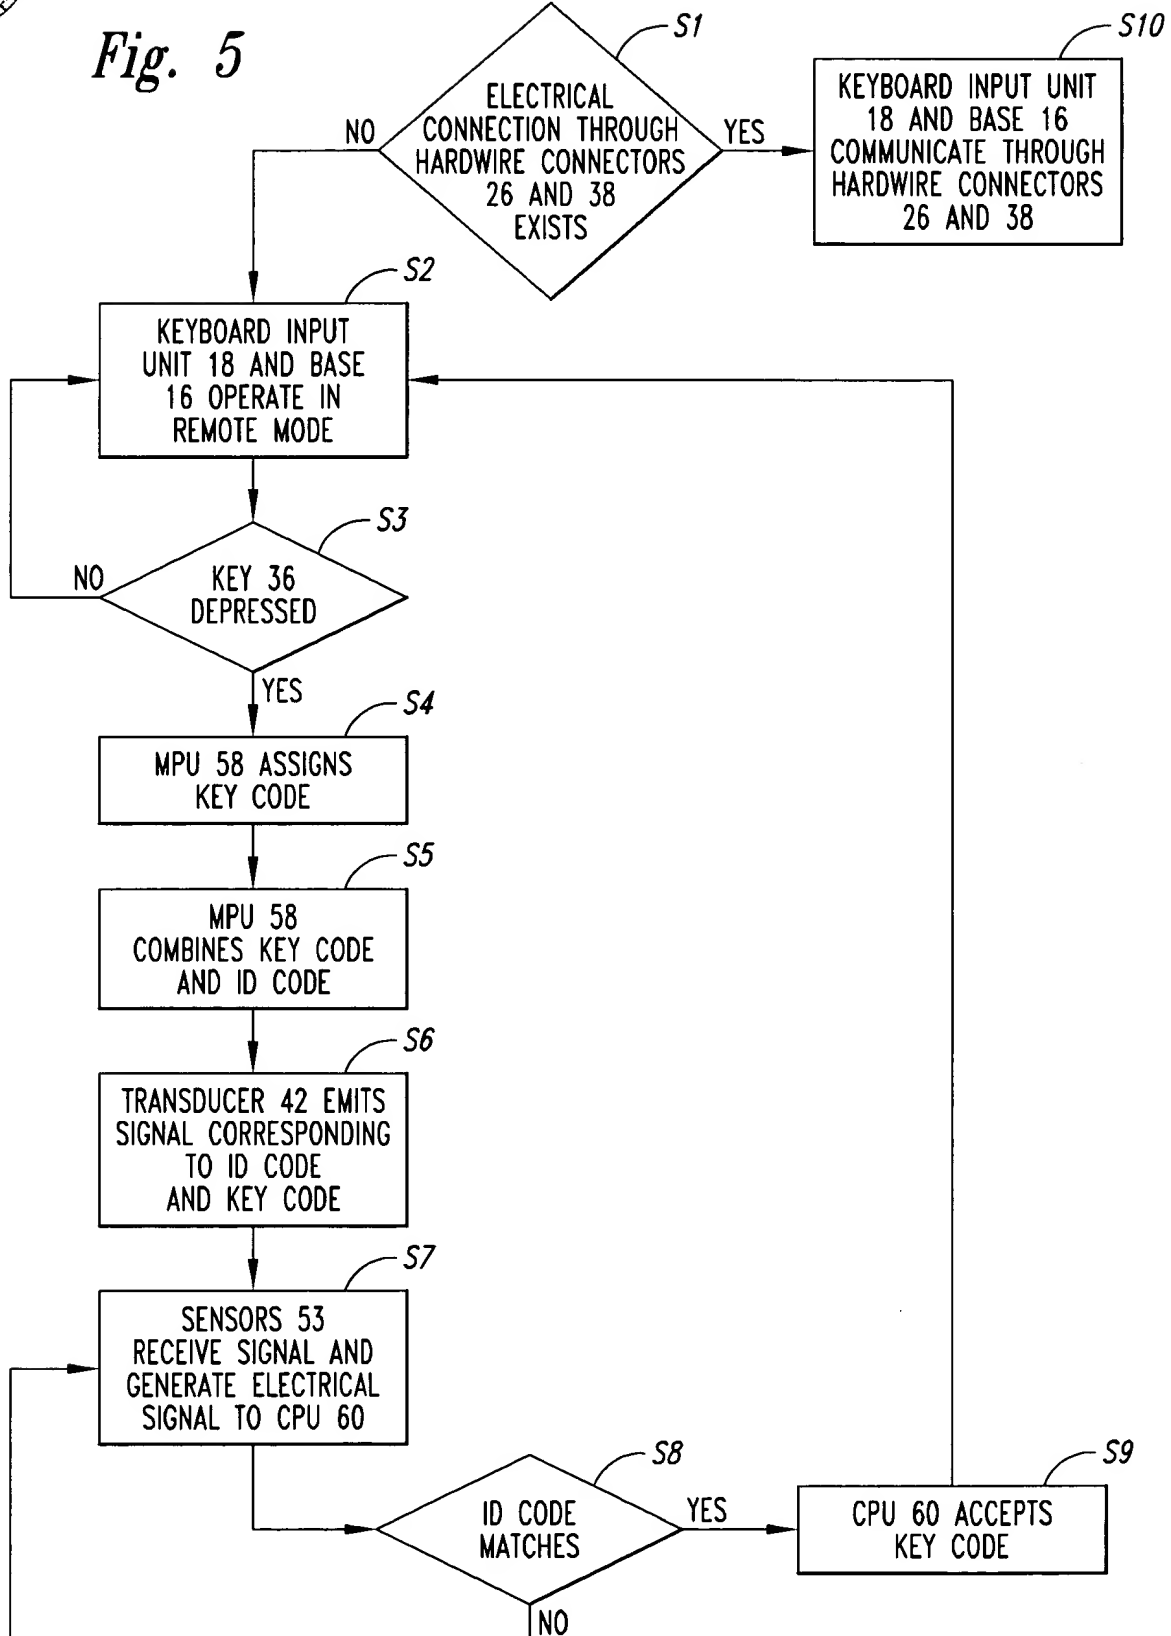 Fig. 5
S1
ELECTRICAL
CONNECTION THROUGH
HARDWIRE CONNECTORS
26 AND 38
EXISTS
NO
YES
S10
KEYBOARD INPUT UNIT
18 AND BASE 16
COMMUNICATE THROUGH
HARDWIRE CONNECTORS
26 AND 38
S2
KEYBOARD INPUT
UNIT 18 AND BASE
16 OPERATE IN
REMOTE MODE
S3
KEY 36
DEPRESSED
NO
YES
S4
MPU 58 ASSIGNS
KEY CODE
S5
MPU 58
COMBINES KEY CODE
AND ID CODE
S6
TRANSDUCER 42 EMITS
SIGNAL CORRESPONDING
TO ID CODE
AND KEY CODE
S7
SENSORS 53
RECEIVE SIGNAL AND
GENERATE ELECTRICAL
SIGNAL TO CPU 60
S8
ID CODE
MATCHES
YES
NO
S9
CPU 60 ACCEPTS
KEY CODE